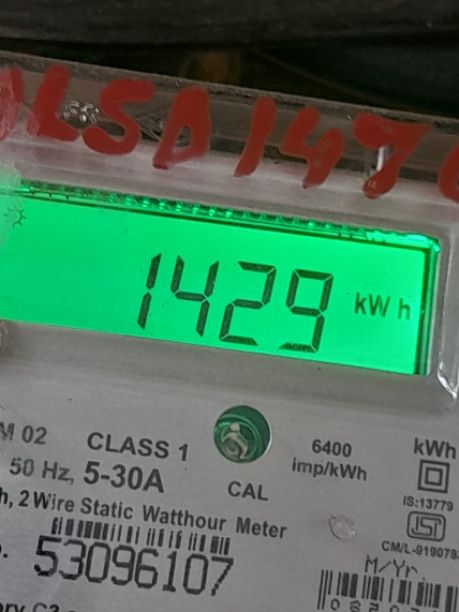 LSA147
1429 kWh
M 02 CLASS 1 6400 kWh
50 Hz, 5-30A imp/kWh
CAL IS:13779
h, 2 Wire Static Watthour Meter
CM/L-919078
53096107 M/Yr.